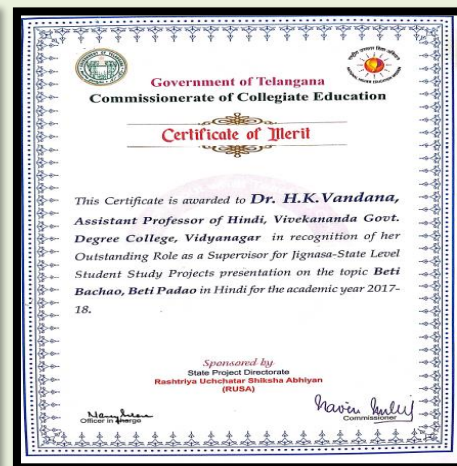 Government of Telangana
Commissionerate of Collegiate Education
Certificate of Merit
This Certificate is awarded to Dr. H.K.Vandana,
Assistant Professor of Hindi, Vivekananda Govt.
Degree College, Vidyanagar in recognition of her
Outstanding Role as a Supervisor for Jignasa-State Level
Student Study Projects presentation on the topic Beti
Bachao, Beti Padao in Hindi for the academic year 2017-
18.
Sponsored by
State Project Directorate
Rashtriya Uchchatar Shiksha Abhiyan
(RUSA)
Officer in charge
Commissioner